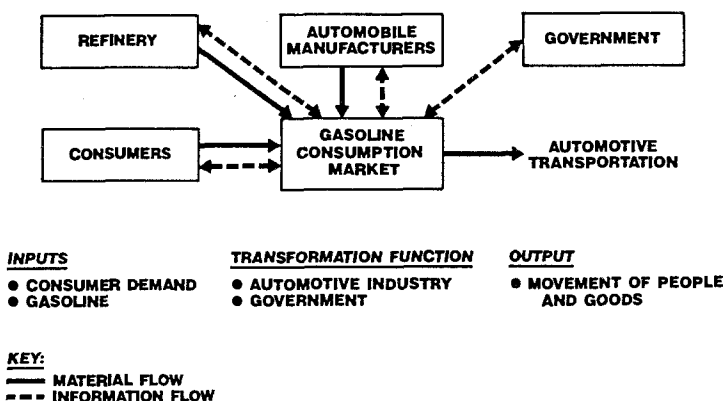 REFINERY
AUTOMOBILE
MANUFACTURERS
GOVERNMENT
CONSUMERS
GASOLINE
CONSUMPTION
MARKET
AUTOMOTIVE
TRANSPORTATION
INPUTS
● CONSUMER DEMAND
● GASOLINE
TRANSFORMATION FUNCTION
● AUTOMOTIVE INDUSTRY
● GOVERNMENT
OUTPUT
● MOVEMENT OF PEOPLE
AND GOODS
KEY:
MATERIAL FLOW
INFORMATION FLOW